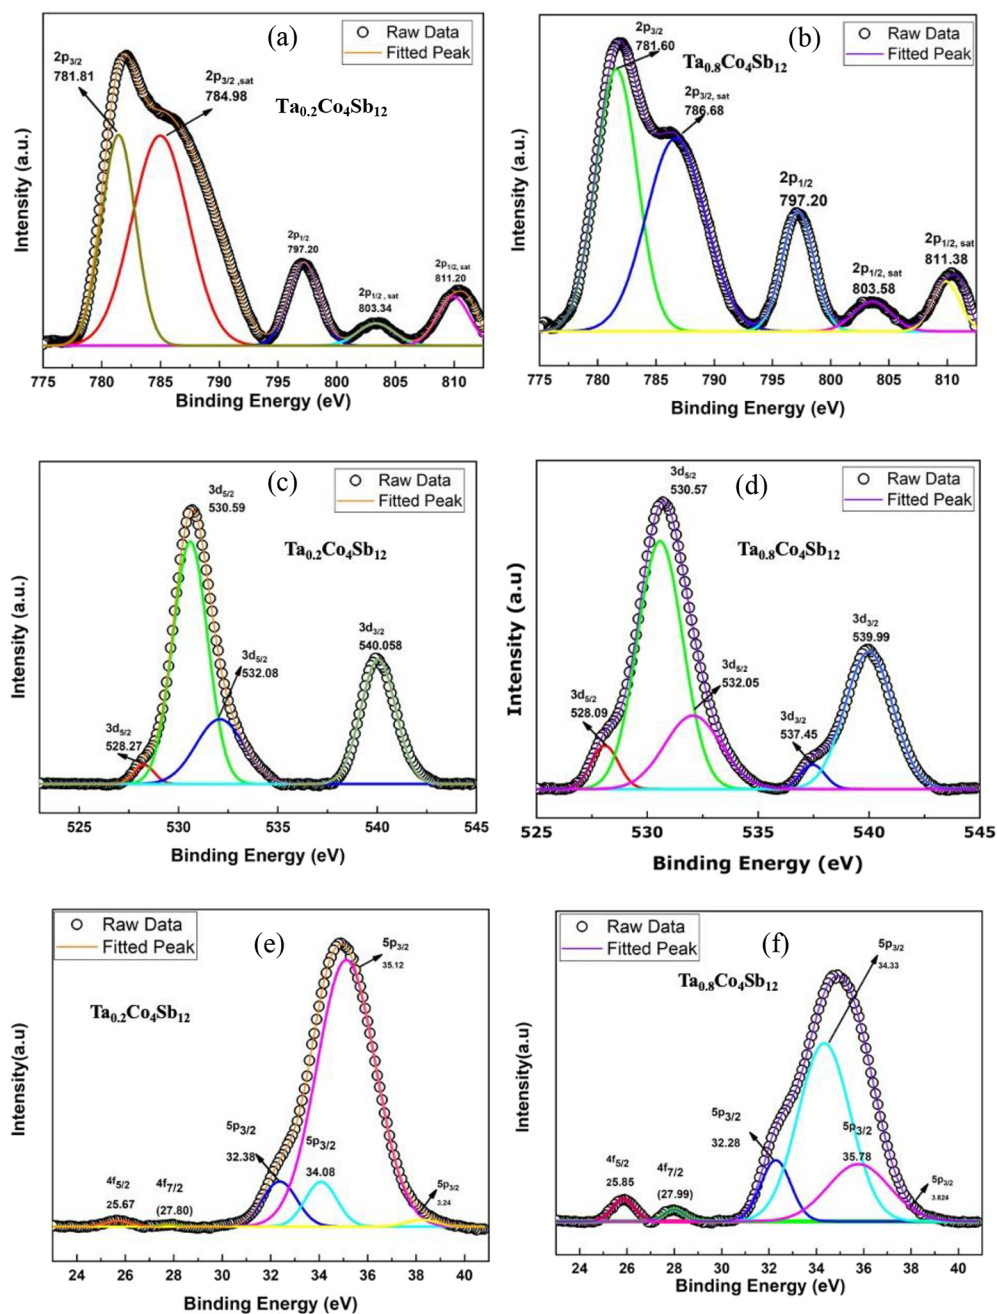 (a)
Raw Data
Fitted Peak
2p3/2
781.81
2p3/2 ,sat
784.98
Ta0.2Co4Sb12
2p1/2
797.20
2p1/2 , sat
803.34
2p1/2, sat
811.20
Intensity (a.u.)
775 780 785 790 795 800 805 810
Binding Energy (eV)
(b)
Raw Data
Fitted Peak
2p3/2
781.60
Ta0.8Co4Sb12
2p3/2, sat
786.68
2p1/2
797.20
2p1/2, sat
803.58
2p1/2, sat
811.38
Intensity (a.u.)
775 780 785 790 795 800 805 810
Binding Energy (eV)
(c)
Raw Data
Fitted Peak
3d5/2
530.59
Ta0.2Co4Sb12
3d3/2
540.058
3d5/2
532.08
3d5/2
528.27
Intensity (a.u.)
525 530 535 540 545
Binding Energy (eV)
(d)
Raw Data
Fitted Peak
3d5/2
530.57
Ta0.8Co4Sb12
3d3/2
539.99
3d5/2
532.05
3d5/2
528.09
3d3/2
537.45
Intensity (a.u)
525 530 535 540 545
Binding Energy (eV)
(e)
Raw Data
Fitted Peak
5p3/2
35.12
Ta0.2Co4Sb12
5p3/2
32.38
5p3/2
34.08
4f5/2
25.67
4f7/2
(27.80)
5p3/2
3.24
Intensity(a.u)
24 26 28 30 32 34 36 38 40
Binding Energy (eV)
(f)
Raw Data
Fitted Peak
5p3/2
34.33
Ta0.8Co4Sb12
5p3/2
32.28
5p3/2
35.78
4f5/2
25.85
4f7/2
(27.99)
5p3/2
3.824
Intensity(a.u)
24 26 28 30 32 34 36 38 40
Binding Energy (eV)